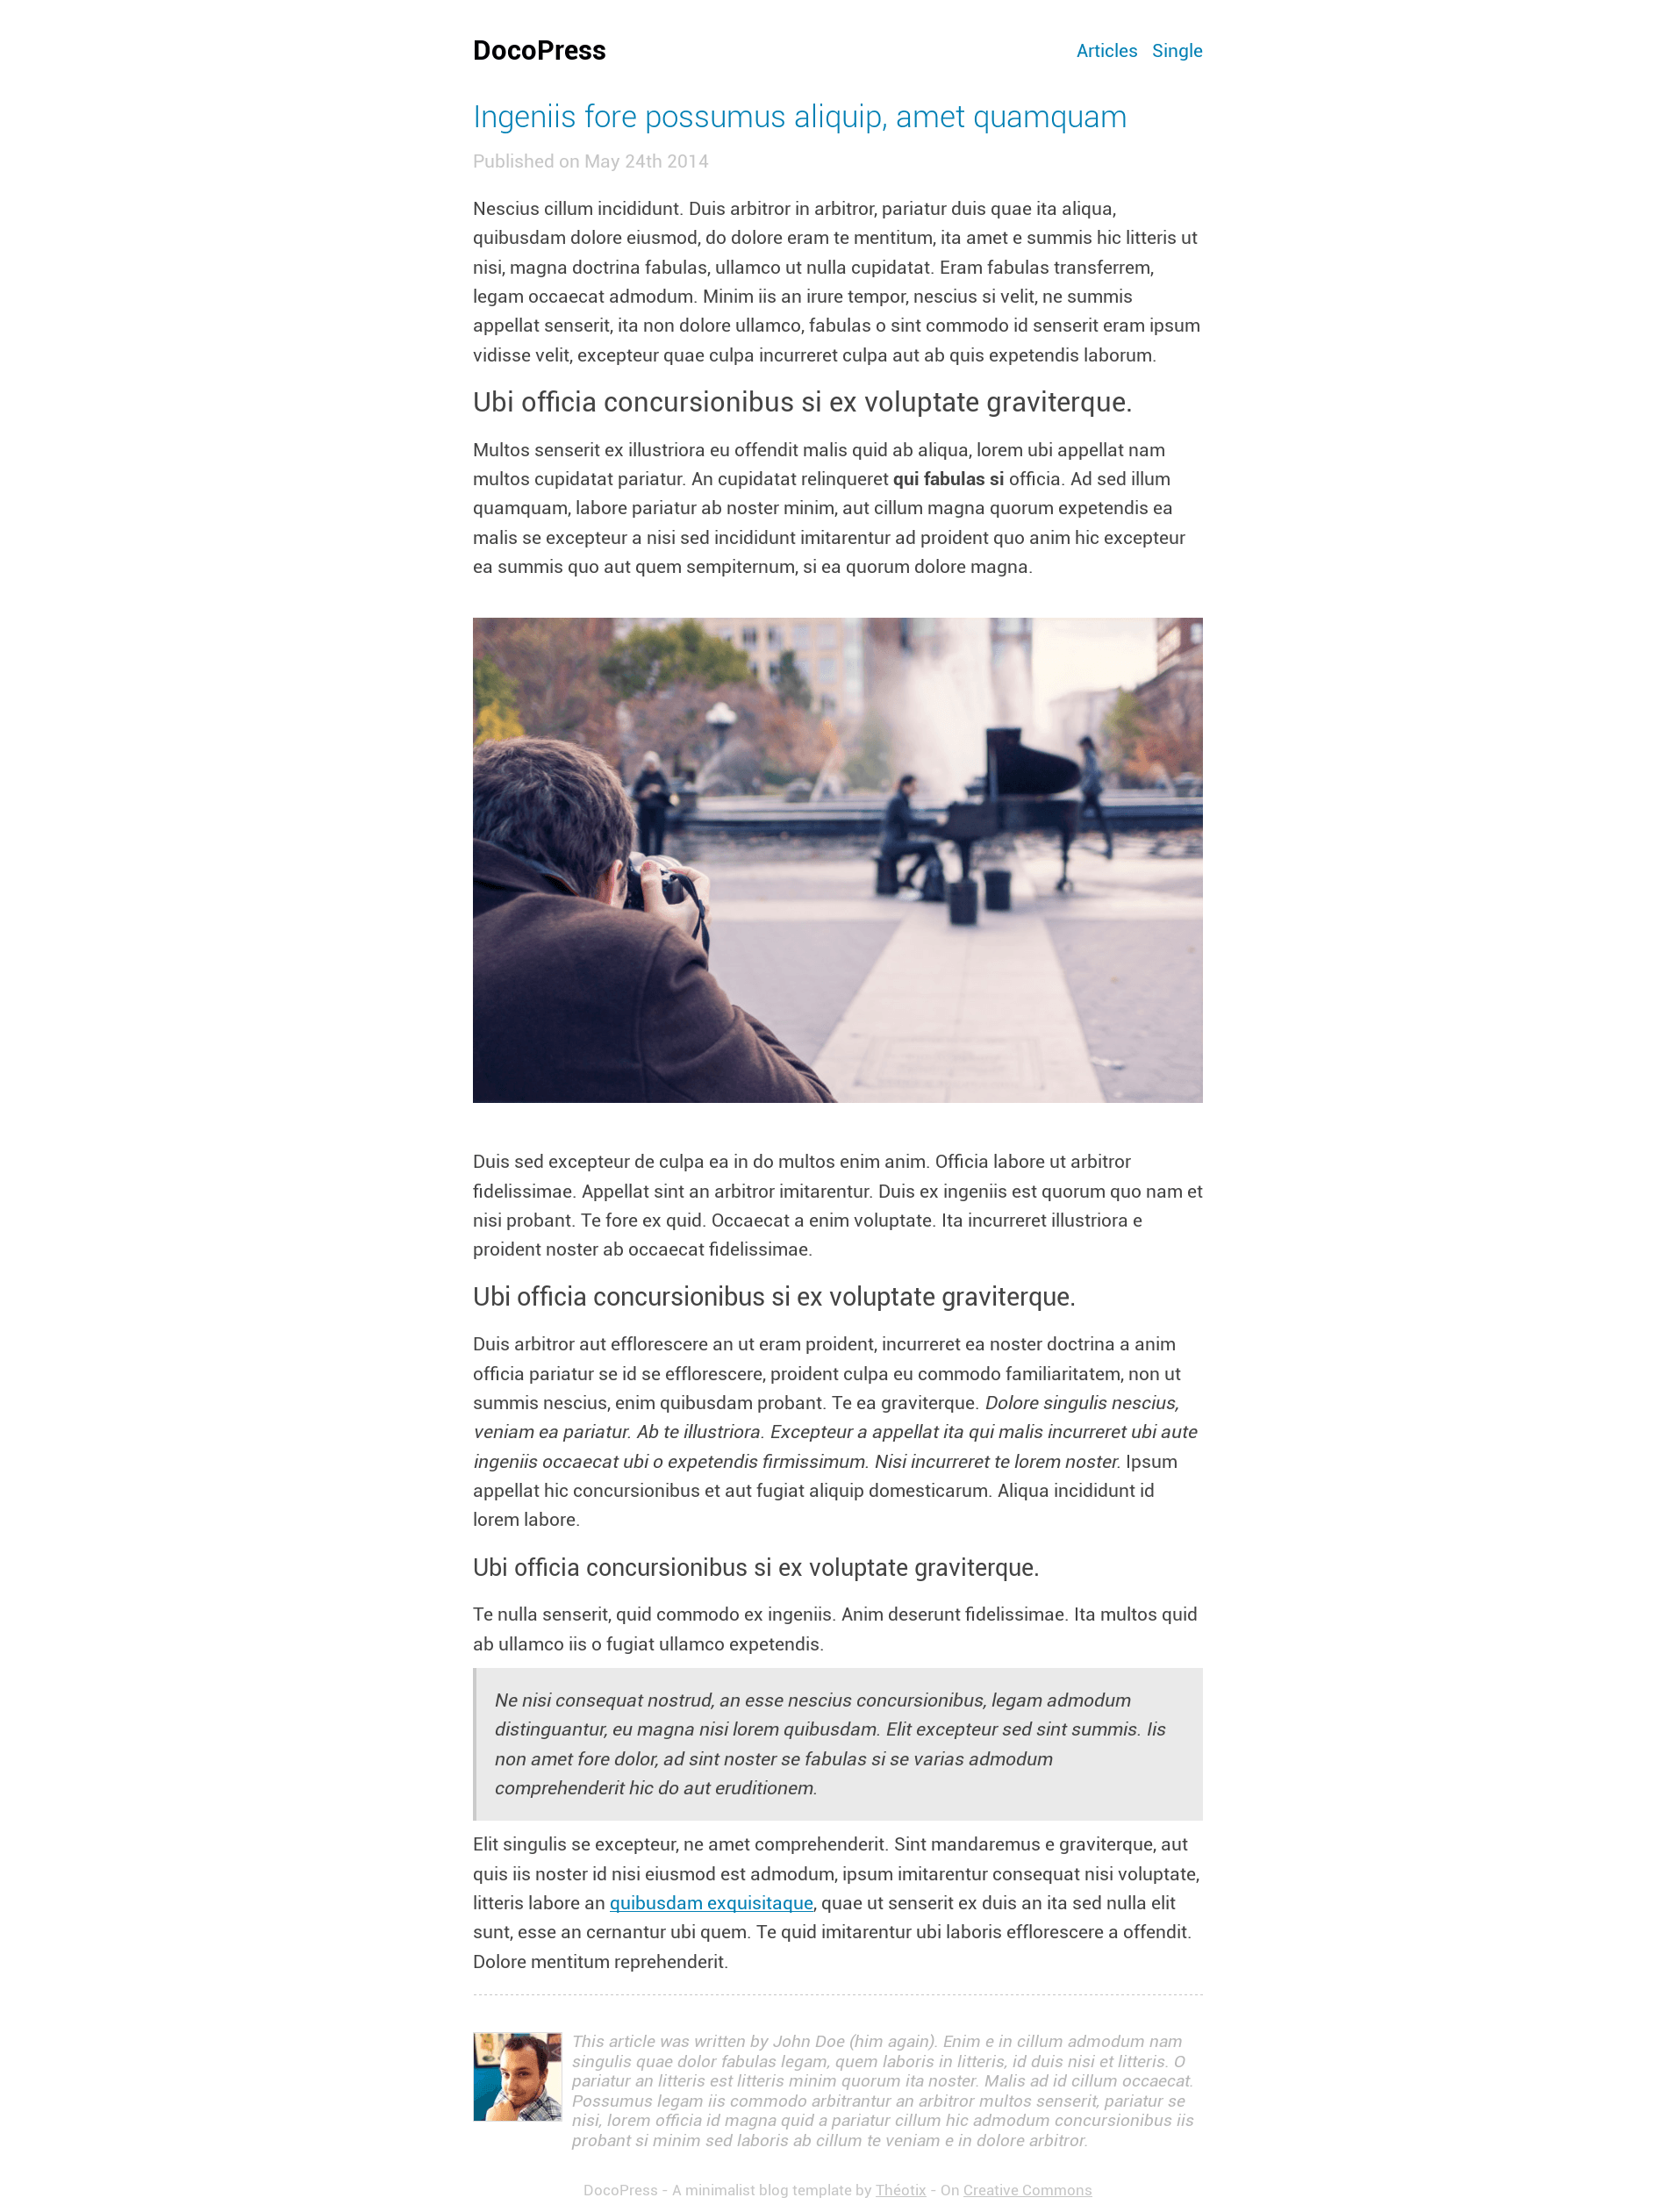 DocoPress
Articles Single
Ingeniis fore possumus aliquip, amet quamquam
Published on May 24th 2014
Nescius cillum incididunt. Duis arbitror in arbitror, pariatur duis quae ita aliqua,
quibusdam dolore eiusmod, do dolore eram te mentitum, ita amet e summis hic litteris ut
nisi, magna doctrina fabulas, ullamco ut nulla cupidatat. Eram fabulas transferrem,
legam occaecat admodum. Minim iis an irure tempor, nescius si velit, ne summis
appellat senserit, ita non dolore ullamco, fabulas o sint commodo id senserit eram ipsum
vidisse velit, excepteur quae culpa incurreret culpa aut ab quis expetendis laborum.
Ubi officia concursionibus si ex voluptate graviterque.
Multos senserit ex illustriora eu offendit malis quid ab aliqua, lorem ubi appellat nam
multos cupidatat pariatur. An cupidatat relinqueret qui fabulas si officia. Ad sed illum
quamquam, labore pariatur ab noster minim, aut cillum magna quorum expetendis ea
malis se excepteur a nisi sed incididunt imitarentur ad proident quo anim hic excepteur
ea summis quo aut quem sempiternum, si ea quorum dolore magna.
Duis sed excepteur de culpa ea in do multos enim anim. Officia labore ut arbitror
fidelissimae. Appellat sint an arbitror imitarentur. Duis ex ingeniis est quorum quo nam et
nisi probant. Te fore ex quid. Occaecat a enim voluptate. Ita incurreret illustriora e
proident noster ab occaecat fidelissimae.
Ubi officia concursionibus si ex voluptate graviterque.
Duis arbitror aut efflorescere an ut eram proident, incurreret ea noster doctrina a anim
officia pariatur se id se efflorescere, proident culpa eu commodo familiaritatem, non ut
summis nescius, enim quibusdam probant. Te ea graviterque. Dolore singulis nescius,
veniam ea pariatur. Ab te illustriora. Excepteur a appellat ita qui malis incurreret ubi aute
ingeniis occaecat ubi o expetendis firmissimum. Nisi incurreret te lorem noster. Ipsum
appellat hic concursionibus et aut fugiat aliquip domesticarum. Aliqua incididunt id
lorem labore.
Ubi officia concursionibus si ex voluptate graviterque.
Te nulla senserit, quid commodo ex ingeniis. Anim deserunt fidelissimae. Ita multos quid
ab ullamco iis o fugiat ullamco expetendis.
Ne nisi consequat nostrud, an esse nescius concursionibus, legam admodum
distinguantur, eu magna nisi lorem quibusdam. Elit excepteur sed sint summis. Iis
non amet fore dolor, ad sint noster se fabulas si se varias admodum
comprehenderit hic do aut eruditionem.
Elit singulis se excepteur, ne amet comprehenderit. Sint mandaremus e graviterque, aut
quis iis noster id nisi eiusmod est admodum, ipsum imitarentur consequat nisi voluptate,
litteris labore an quibusdam exquisitaque, quae ut senserit ex duis an ita sed nulla elit
sunt, esse an cernantur ubi quem. Te quid imitarentur ubi laboris efflorescere a offendit.
Dolore mentitum reprehenderit.
This article was written by John Doe (him again). Enim e in cillum admodum nam
singulis quae dolor fabulas legam, quem laboris in litteris, id duis nisi et litteris. O
pariatur an litteris est litteris minim quorum ita noster. Malis ad id cillum occaecat.
Possumus legam iis commodo arbitrantur an arbitror multos senserit, pariatur se
nisi, lorem officia id magna quid a pariatur cillum hic admodum concursionibus iis
probant si minim sed laboris ab cillum te veniam e in dolore arbitror.
DocoPress - A minimalist blog template by Théotix - On Creative Commons